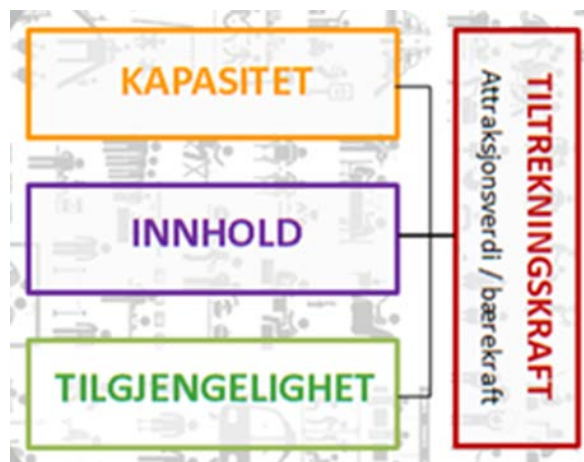 KAPASITET
INNHOLD
TILGJENGELIGHET
TILTREKNINGSKRAFT
Attraksjonsverdi / bærekraft